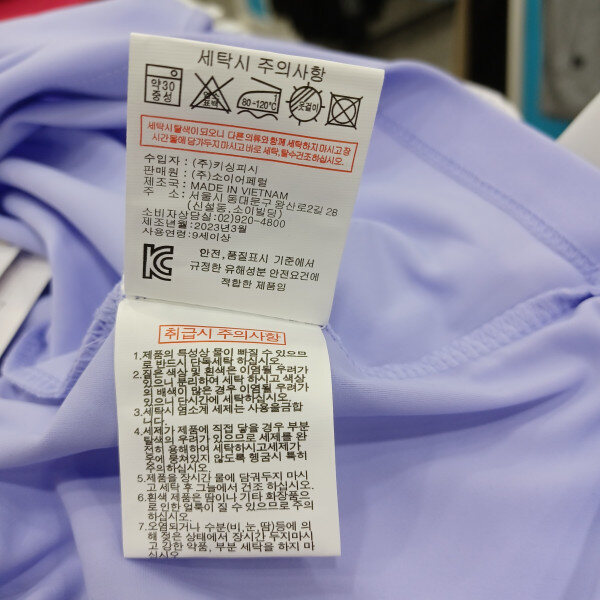 세탁시 주의사항
약30
중성
염소
표백
1
80~120℃
옷걸이
세탁시 탈색이 되오니 다른 의류와 함께 세탁하지 마시고 장
시간 물에 담가두지 마시고 바로 세탁, 탈수건조하십시오.
수입자 : (주)키싱피시
판매원 : (주)소이어페럴
제조국 : MADE IN VIETNAM
주 소 : 서울시 동대문구 왕산로2길 28
(신설동, 소이빌딩)
소비자상담실:02)920-4800
제조년월 : 2023년3월
사용연령 : 9세이상
안전,품질표시 기준에서
규정한 유해성분 안전요건에
적합한 제품임
취급시 주의사항
1.제품의 특성상 물이 빠질 수 있으므
로 반드시 단독세탁 하십시오.
2.짙은 색상 및 흰색은 이염될 우려가
있으니 분리하여 세탁 하시고 색상
의 배색이 많은 경우 이염될 우려가
있으니 단시간에 세탁하십시오.
3.세탁시 염소계 세제는 사용을금합
니다.
4.세제가 제품에 직접 닿을 경우 부분
탈색의 우려가 있으므로 세제를 완
전히 용해하여 세탁하시고세제가
옷에 뭉쳐있지 않도록 헹굼시 특히
주의하십시오.
5.제품을 장시간 물에 담궈두지 마시
고 세탁 후 그늘에서 건조 하십시오.
6.흰색 제품은 땀이나 기타 화장품으
로 인한 얼룩이 질 수 있으므로 주의
하십시오.
7.오염되거나 수분(비,눈,땀)등에 의
해 젖은 상태에서 장시간 두지마시
고 강한 약품, 부분 세탁을 하지 마
십시오